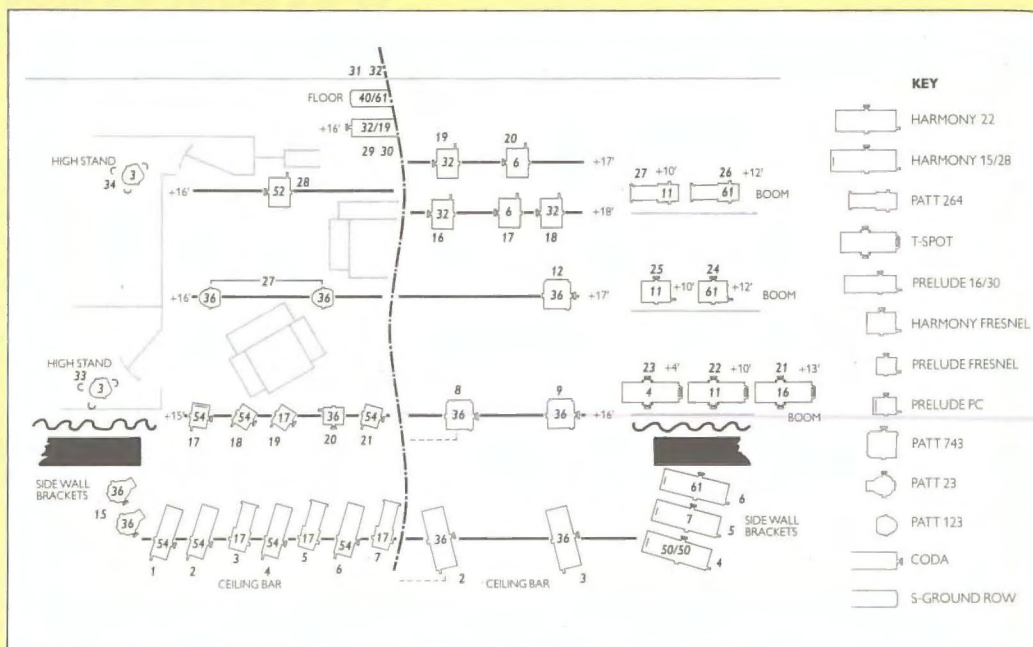 31 32
FLOOR 40/61
+16' 32/19
29 30
19 20
32 6 +17'
HIGH STAND
3
34
+16' 52 28
27 +10' 26 +12'
11 61 BOOM
32 6 32 +18'
16 17 18
27
+16' 36 36
12
36 +17'
25 24
11 +10' 61 +12' BOOM
HIGH STAND
33
3
8 9
23 +4' 22 +10' 21 +13'
4 11 16
BOOM
+15' 54 54 17 36 54
17 18 19 20 21
36 36 +16'
SIDE WALL
BRACKETS
36
15 36
54 54 17 54 17 54 17
1 2 3 4 5 6 7
CEILING BAR
36 36
2 3
CEILING BAR
61 6
7 5
50/50 4
SIDE WALL
BRACKETS
KEY
HARMONY 22
HARMONY 15/28
PATT 264
T-SPOT
PRELUDE 16/30
HARMONY FRESNEL
PRELUDE FRESNEL
PRELUDE PC
PATT 743
PATT 23
PATT 123
CODA
S-GROUND ROW